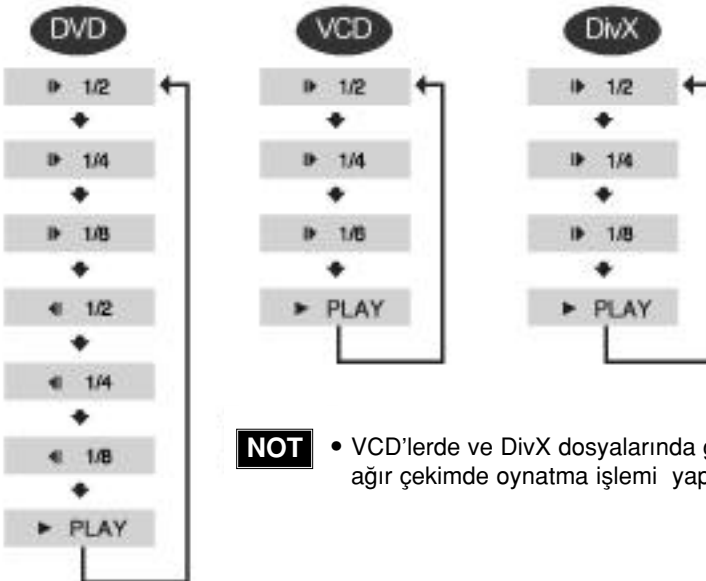 DVD
1/2
1/4
1/8
1/2
1/4
1/8
PLAY
VCD
1/2
1/4
1/8
PLAY
DivX
1/2
1/4
1/8
PLAY
NOT
• VCD'lerde ve DivX dosyalarında
ağır çekimde oynatma işlemi